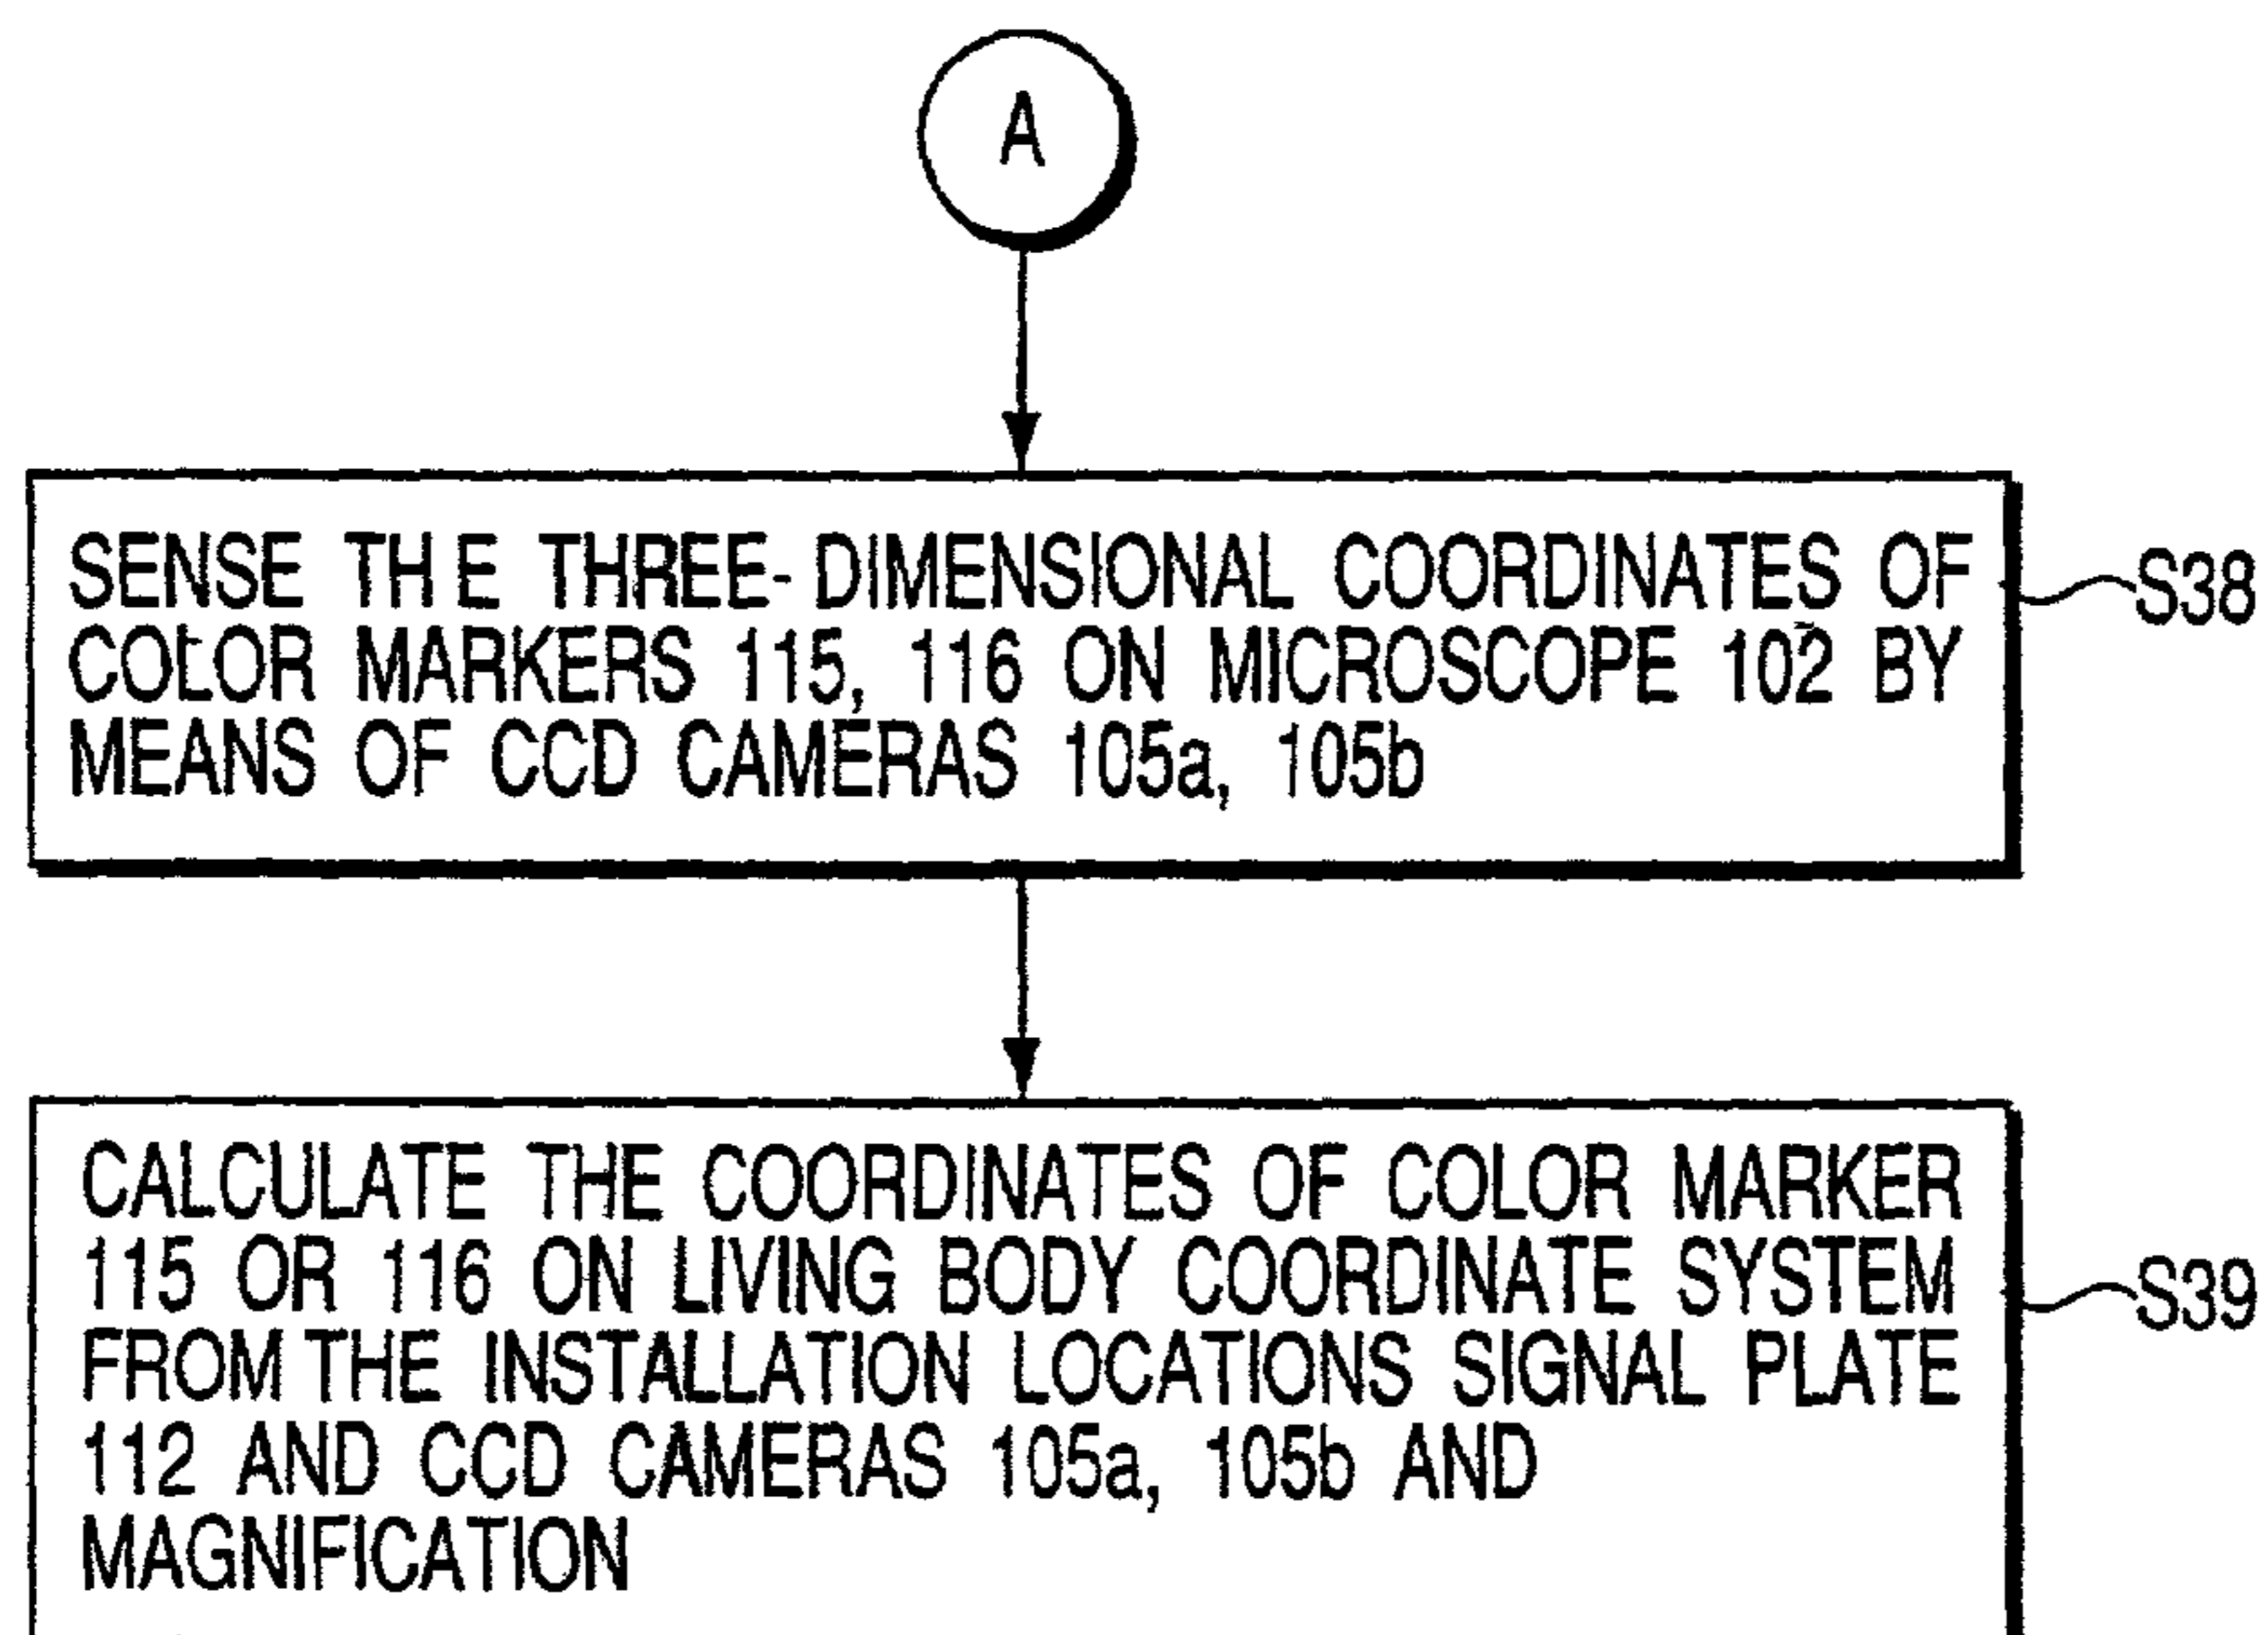 A
SENSE THE THREE-DIMENSIONAL COORDINATES OF
COLOR MARKERS 115, 116 ON MICROSCOPE 102 BY
MEANS OF CCD CAMERAS 105a, 105b
S38
CALCULATE THE COORDINATES OF COLOR MARKER
115 OR 116 ON LIVING BODY COORDINATE SYSTEM
FROM THE INSTALLATION LOCATIONS SIGNAL PLATE
112 AND CCD CAMERAS 105a, 105b AND
MAGNIFICATION
S39